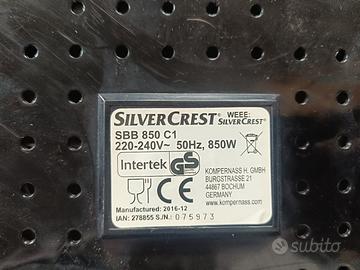 SILVERCREST® WEEE: SILVERCREST®
SBB 850 C1
220-240V~ 50Hz, 850W
Intertek GS
KOMPERNASS H. GMBH
BURGSTRASSE 21
44867 BOCHUM
GERMANY
www.kompernass.com
CE
Manufactured: 2016-12
IAN: 278855 S./N.: 075973
subito